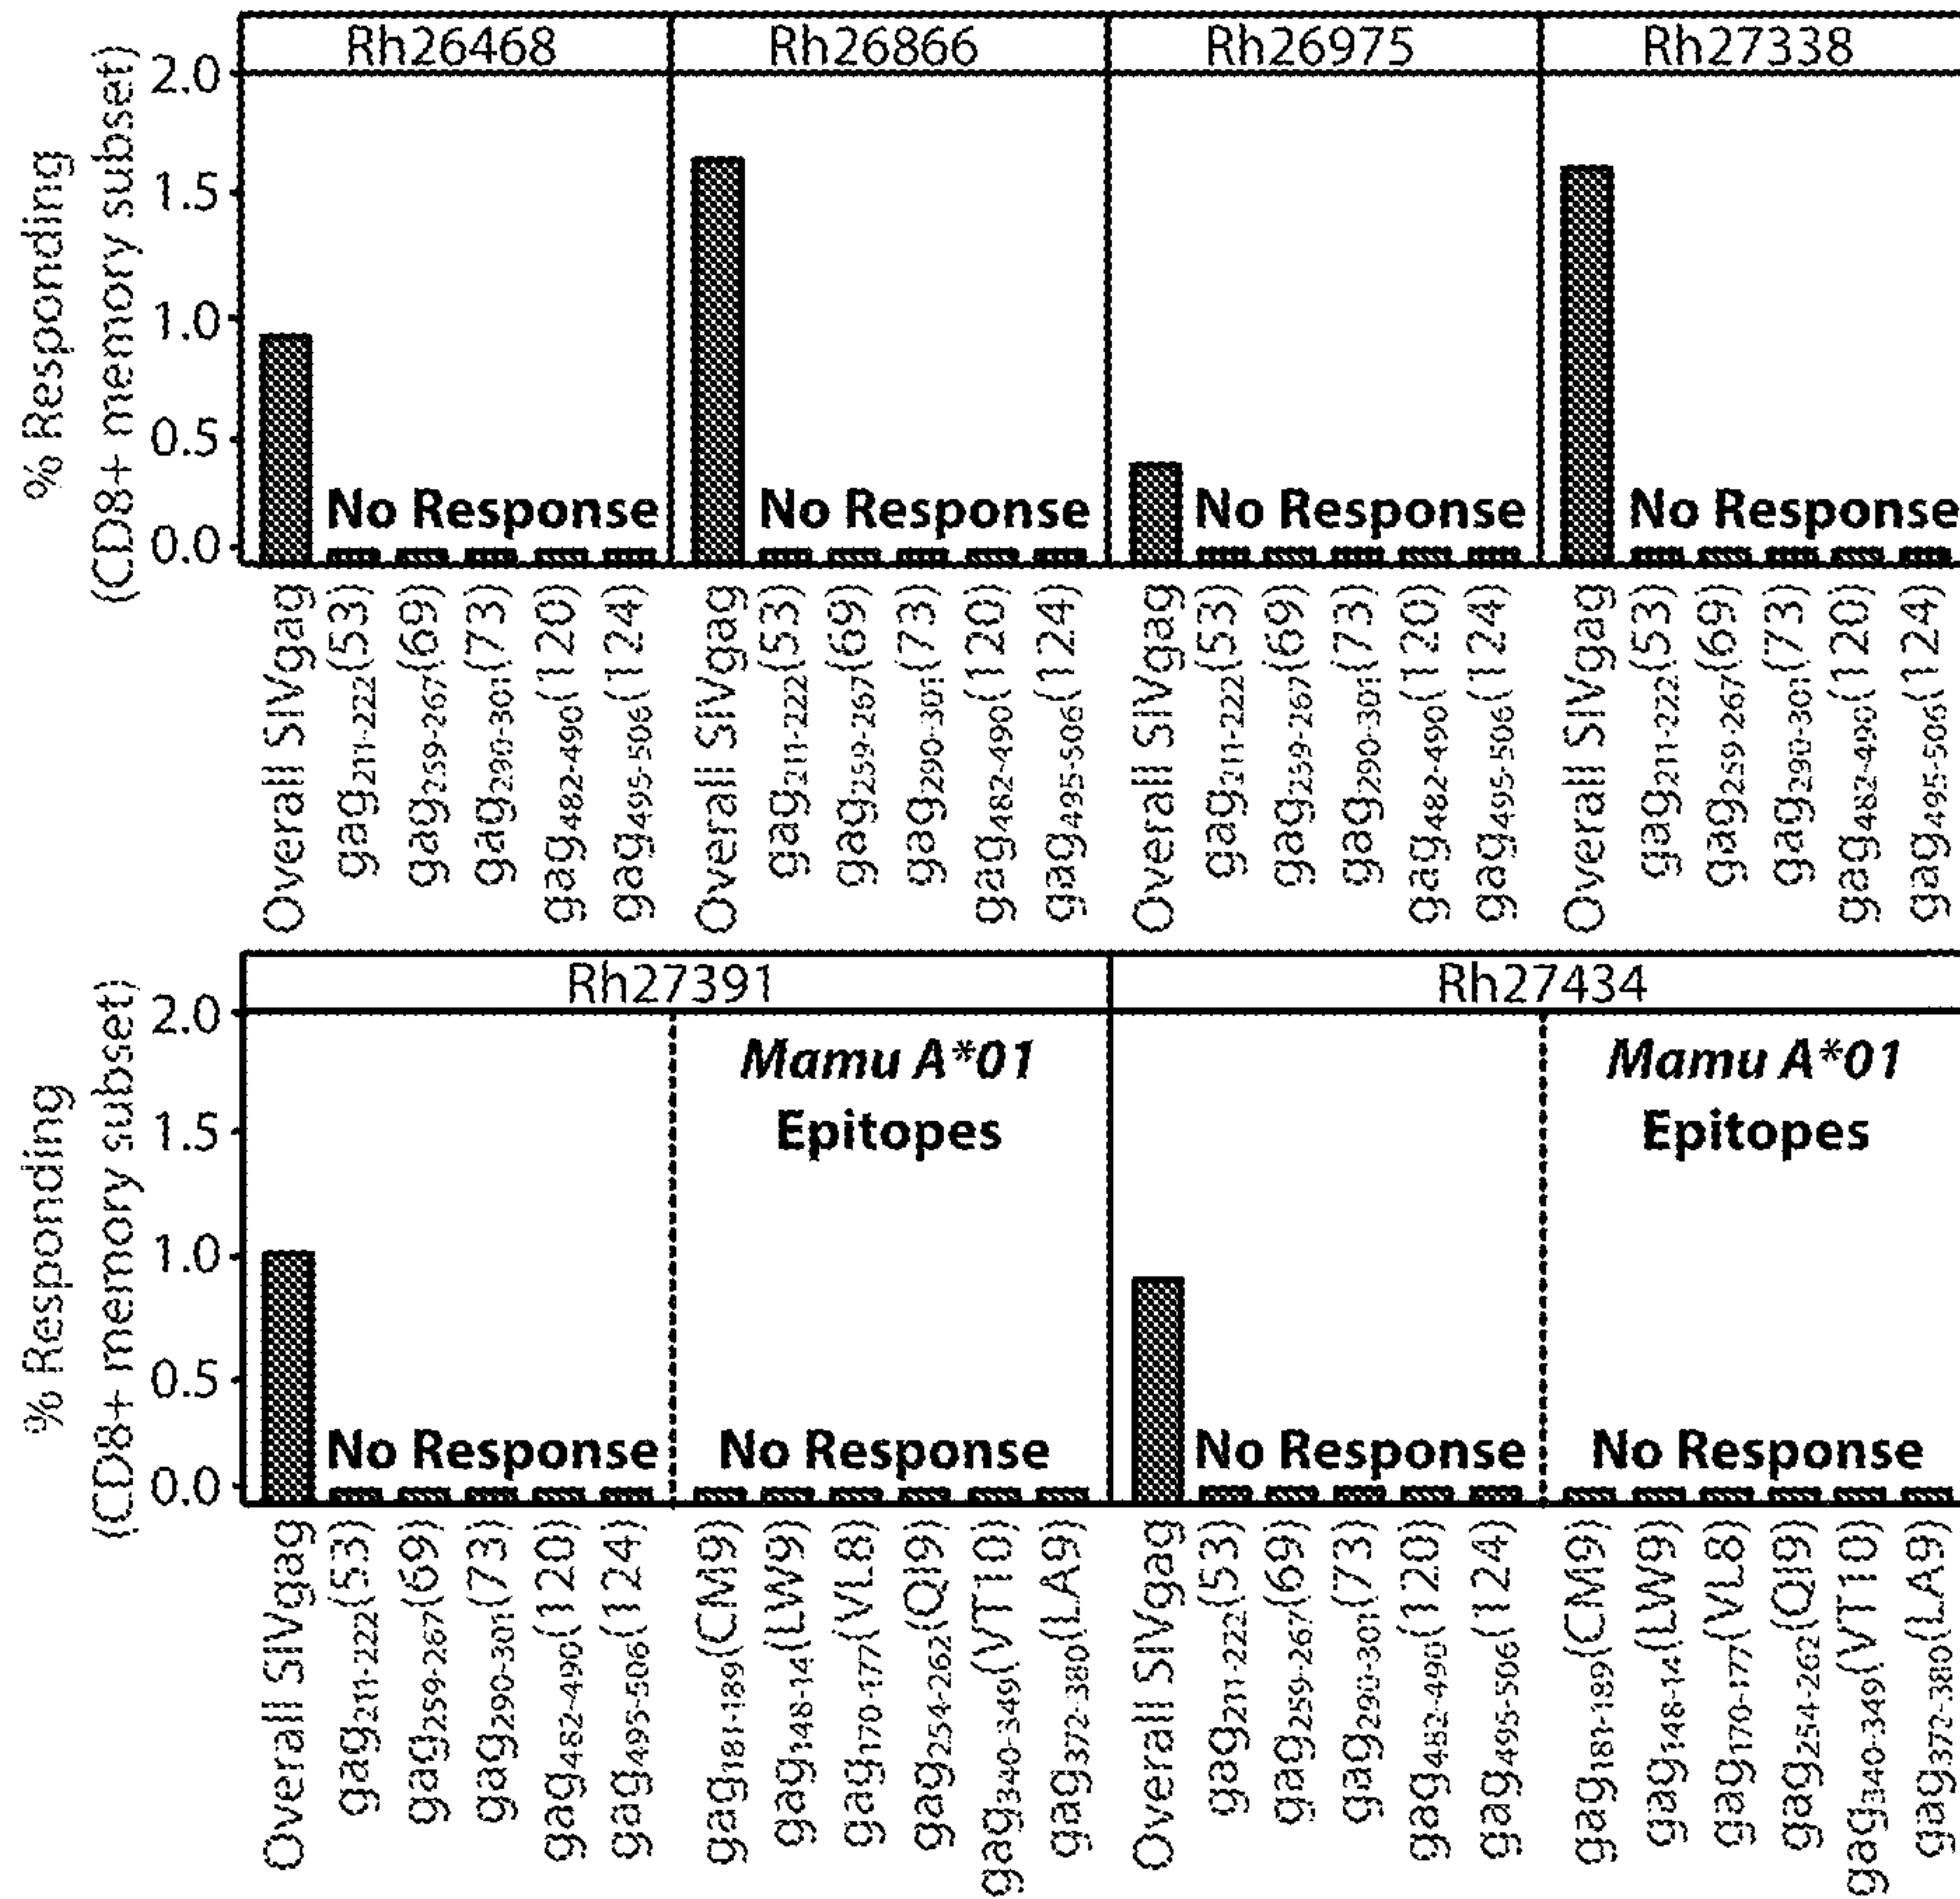 Rh26468 Rh26866 Rh26975 Rh27338
% Responding
(CD8+ memory subset)
2.0
1.5
1.0
0.5
0.0
No Response No Response No Response No Response
Overall SIVgag
gag211-222(53)
gag259-267(69)
gag290-301(73)
gag482-490(120)
gag495-506(124)
Overall SIVgag
gag211-222(53)
gag259-267(69)
gag290-301(73)
gag482-490(120)
gag495-506(124)
Overall SIVgag
gag211-222(53)
gag259-267(69)
gag290-301(73)
gag482-490(120)
gag495-506(124)
Overall SIVgag
gag211-222(53)
gag259-267(69)
gag290-301(73)
gag482-490(120)
gag495-506(124)
Rh27391 Rh27434
% Responding
(CD8+ memory subset)
2.0
1.5
1.0
0.5
0.0
Mamu A*01
Epitopes
Mamu A*01
Epitopes
No Response No Response No Response No Response
Overall SIVgag
gag211-222(53)
gag259-267(69)
gag290-301(73)
gag482-490(120)
gag495-506(124)
gag181-189(CM9)
gag148-14(LW9)
gag170-177(VL8)
gag254-262(QI9)
gag340-349(VT10)
gag372-380(LA9)
Overall SIVgag
gag211-222(53)
gag259-267(69)
gag290-301(73)
gag482-490(120)
gag495-506(124)
gag181-189(CM9)
gag148-14(LW9)
gag170-177(VL8)
gag254-262(QI9)
gag340-349(VT10)
gag372-380(LA9)